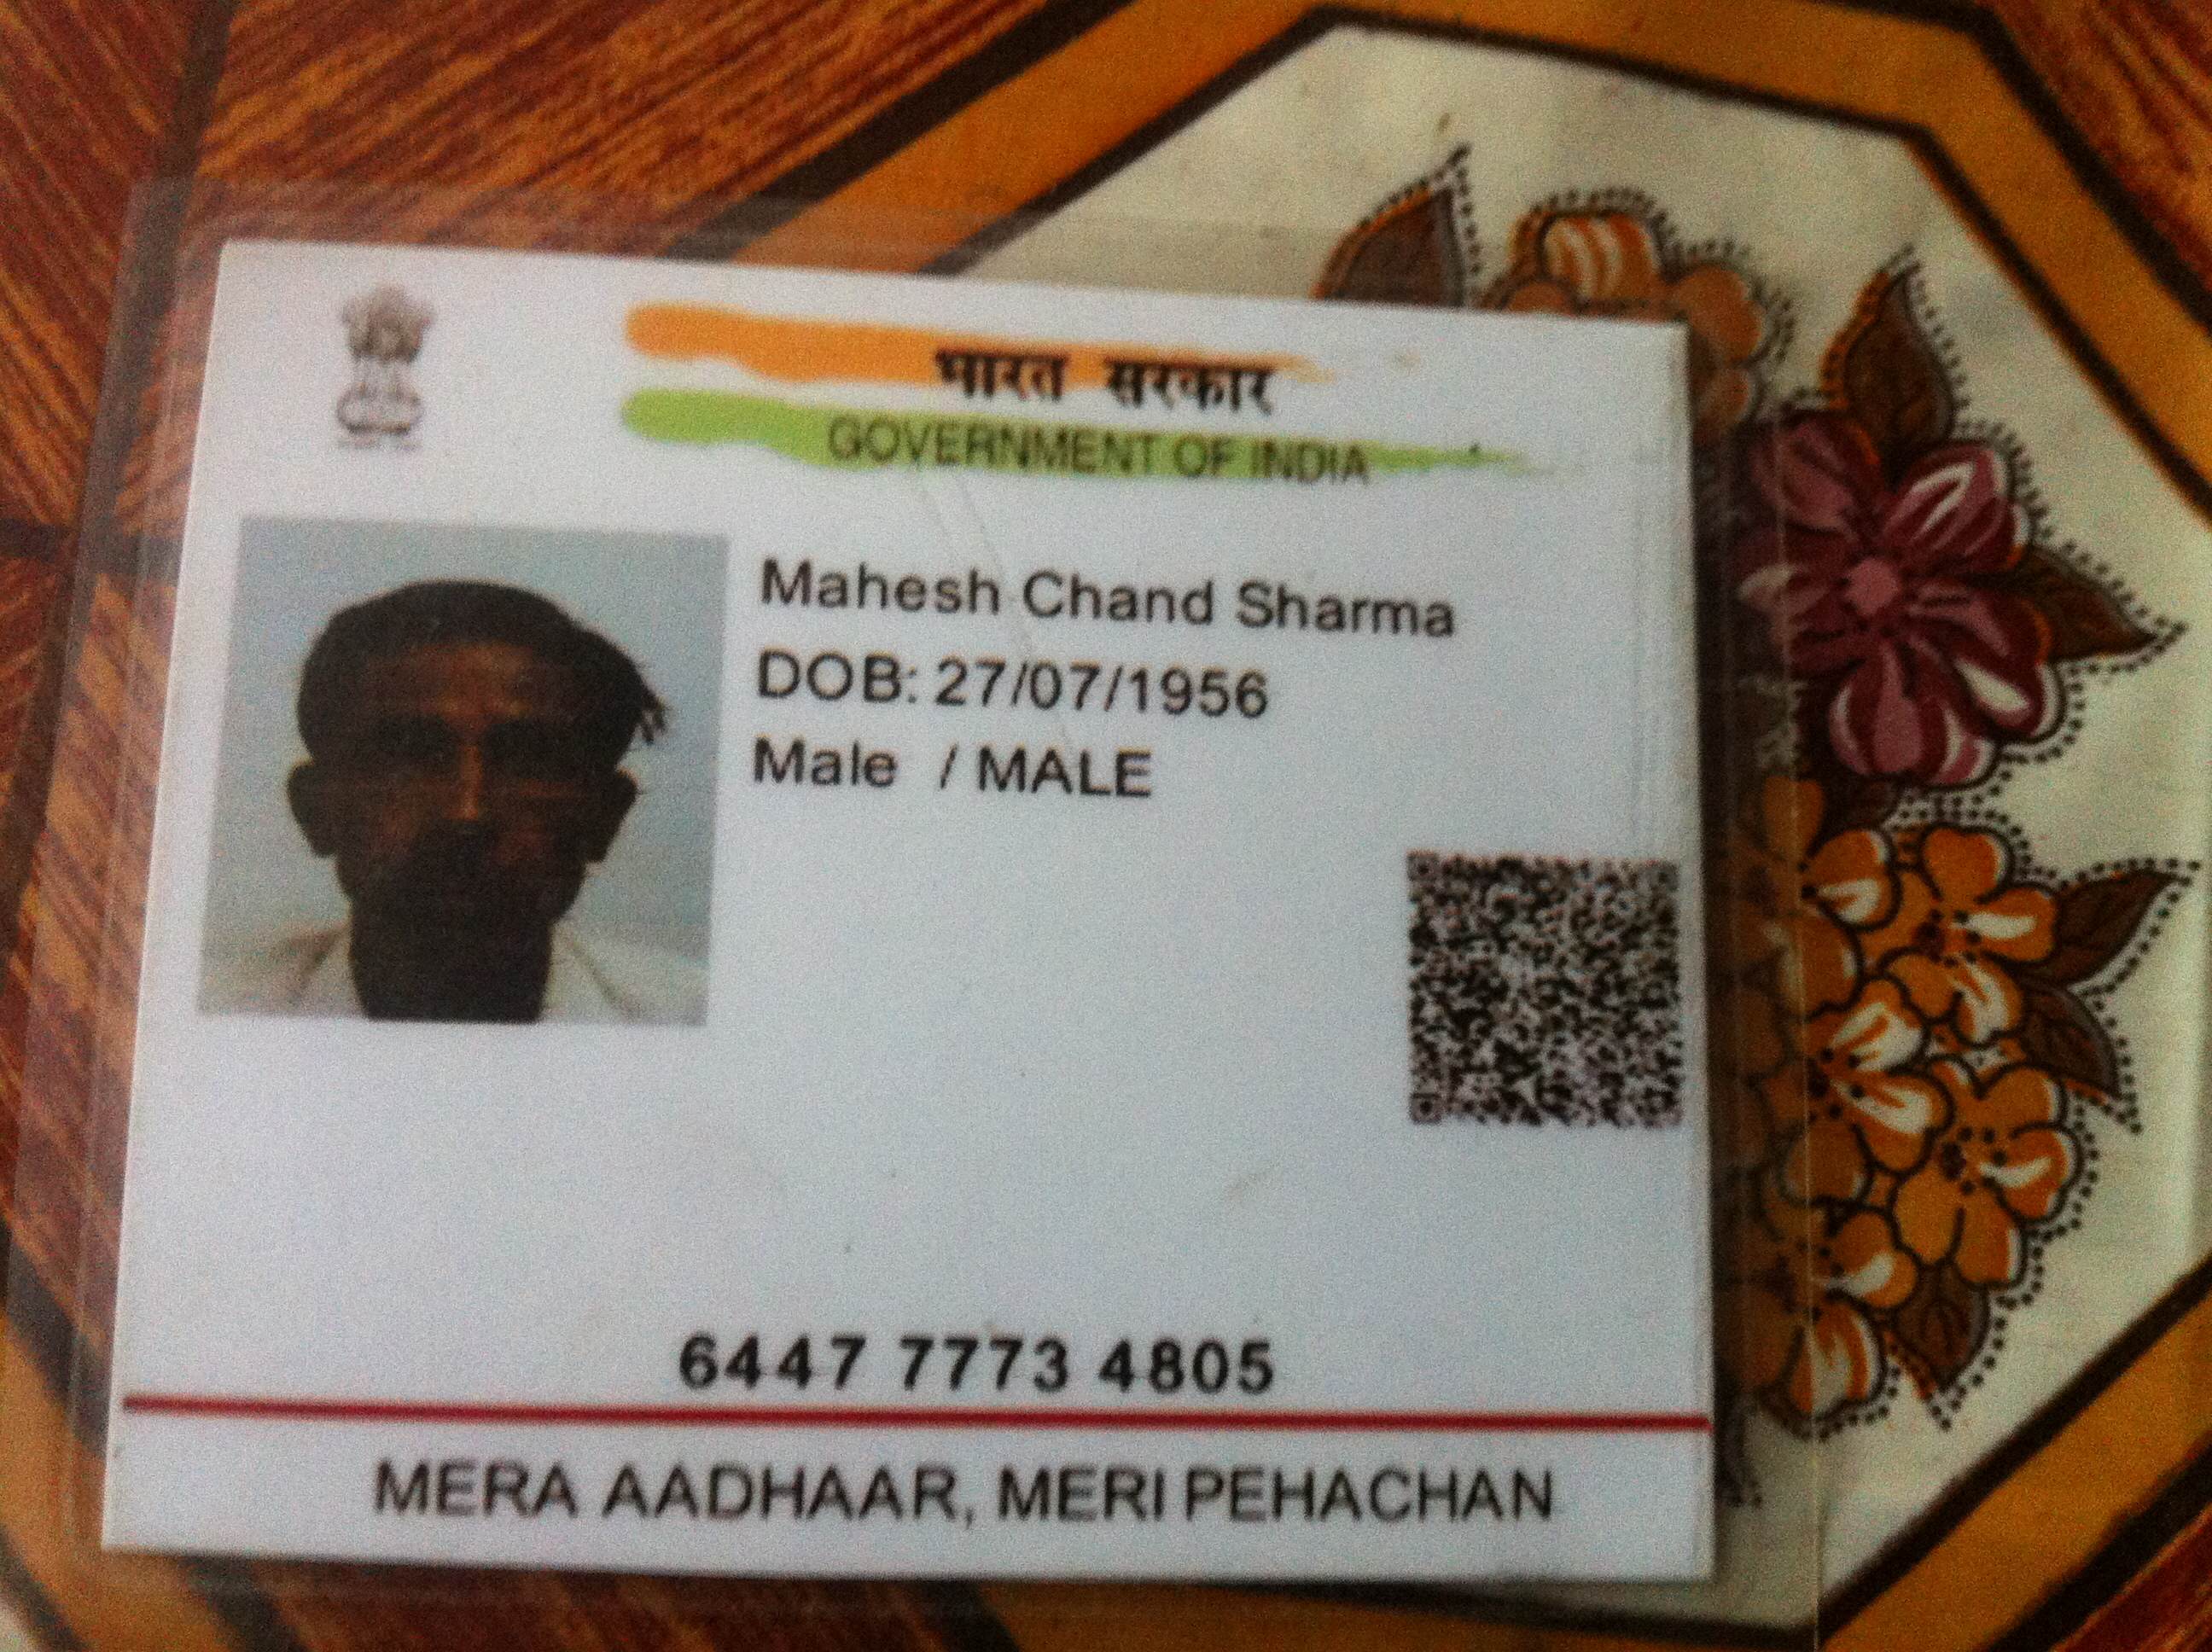 भारत सरकार
GOVERNMENT OF INDIA
Mahesh Chand Sharma
DOB: 27/07/1956
Male / MALE
6447 7773 4805
MERA AADHAAR, MERI PEHACHAN